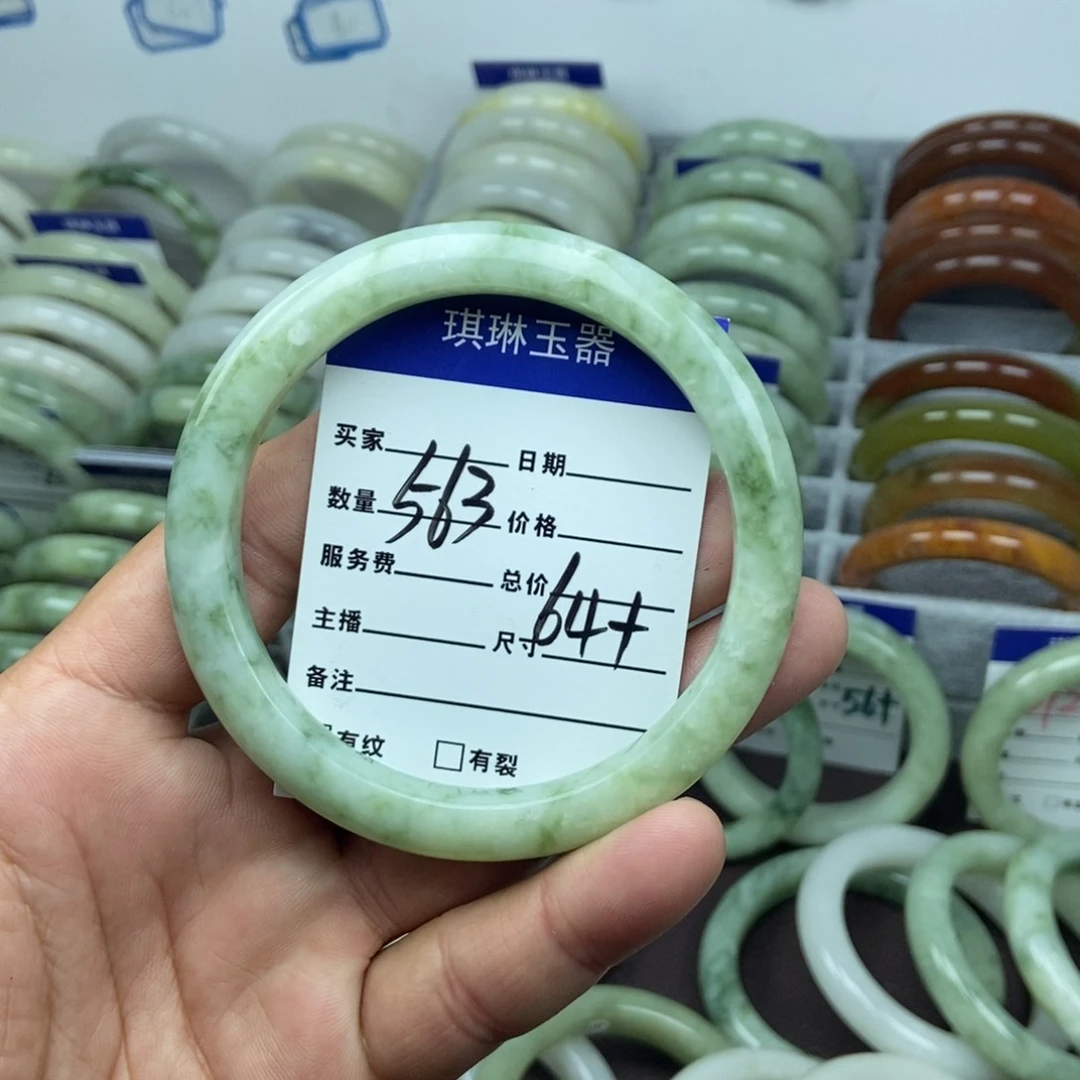 琪琳玉器
买家 日期
数量 563 价格
服务费 总价
主播 尺寸 64+
备注
有纹 □有裂
56+